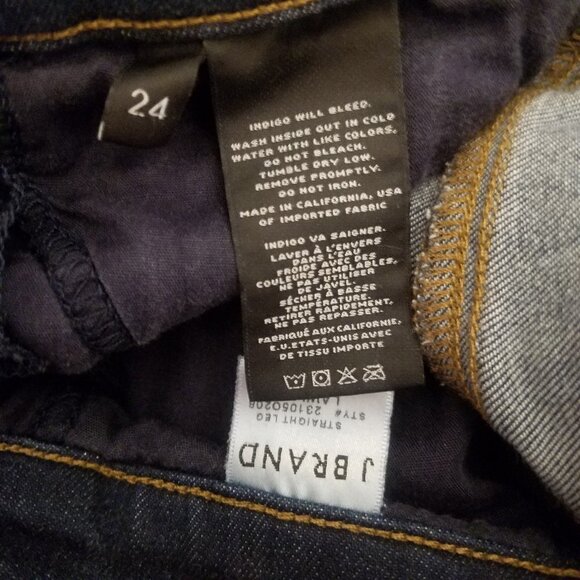 24
INDIGO WILL BLEED.
WASH INSIDE OUT IN COLD
WATER WITH LIKE COLORS.
DO NOT BLEACH.
TUMBLE DRY LOW.
REMOVE PROMPTLY.
DO NOT IRON.
MADE IN CALIFORNIA, USA
OF IMPORTED FABRIC
INDIGO VA SAIGNER.
LAVER À L'ENVERS
DANS L'EAU
FROIDE AVEC DES
COULEURS SEMBLABLES.
NE PAS UTILISER
DE JAVEL.
SÉCHER À BASSE
TEMPÉRATURE.
RETIRER RAPIDEMENT.
NE PAS REPASSER.
FABRIQUÉ AUX CALIFORNIE,
E.U.ETATS-UNIS AVEC
DE TISSU IMPORTE
J BRAND
STRAIGHT LEG
STY# 231050208